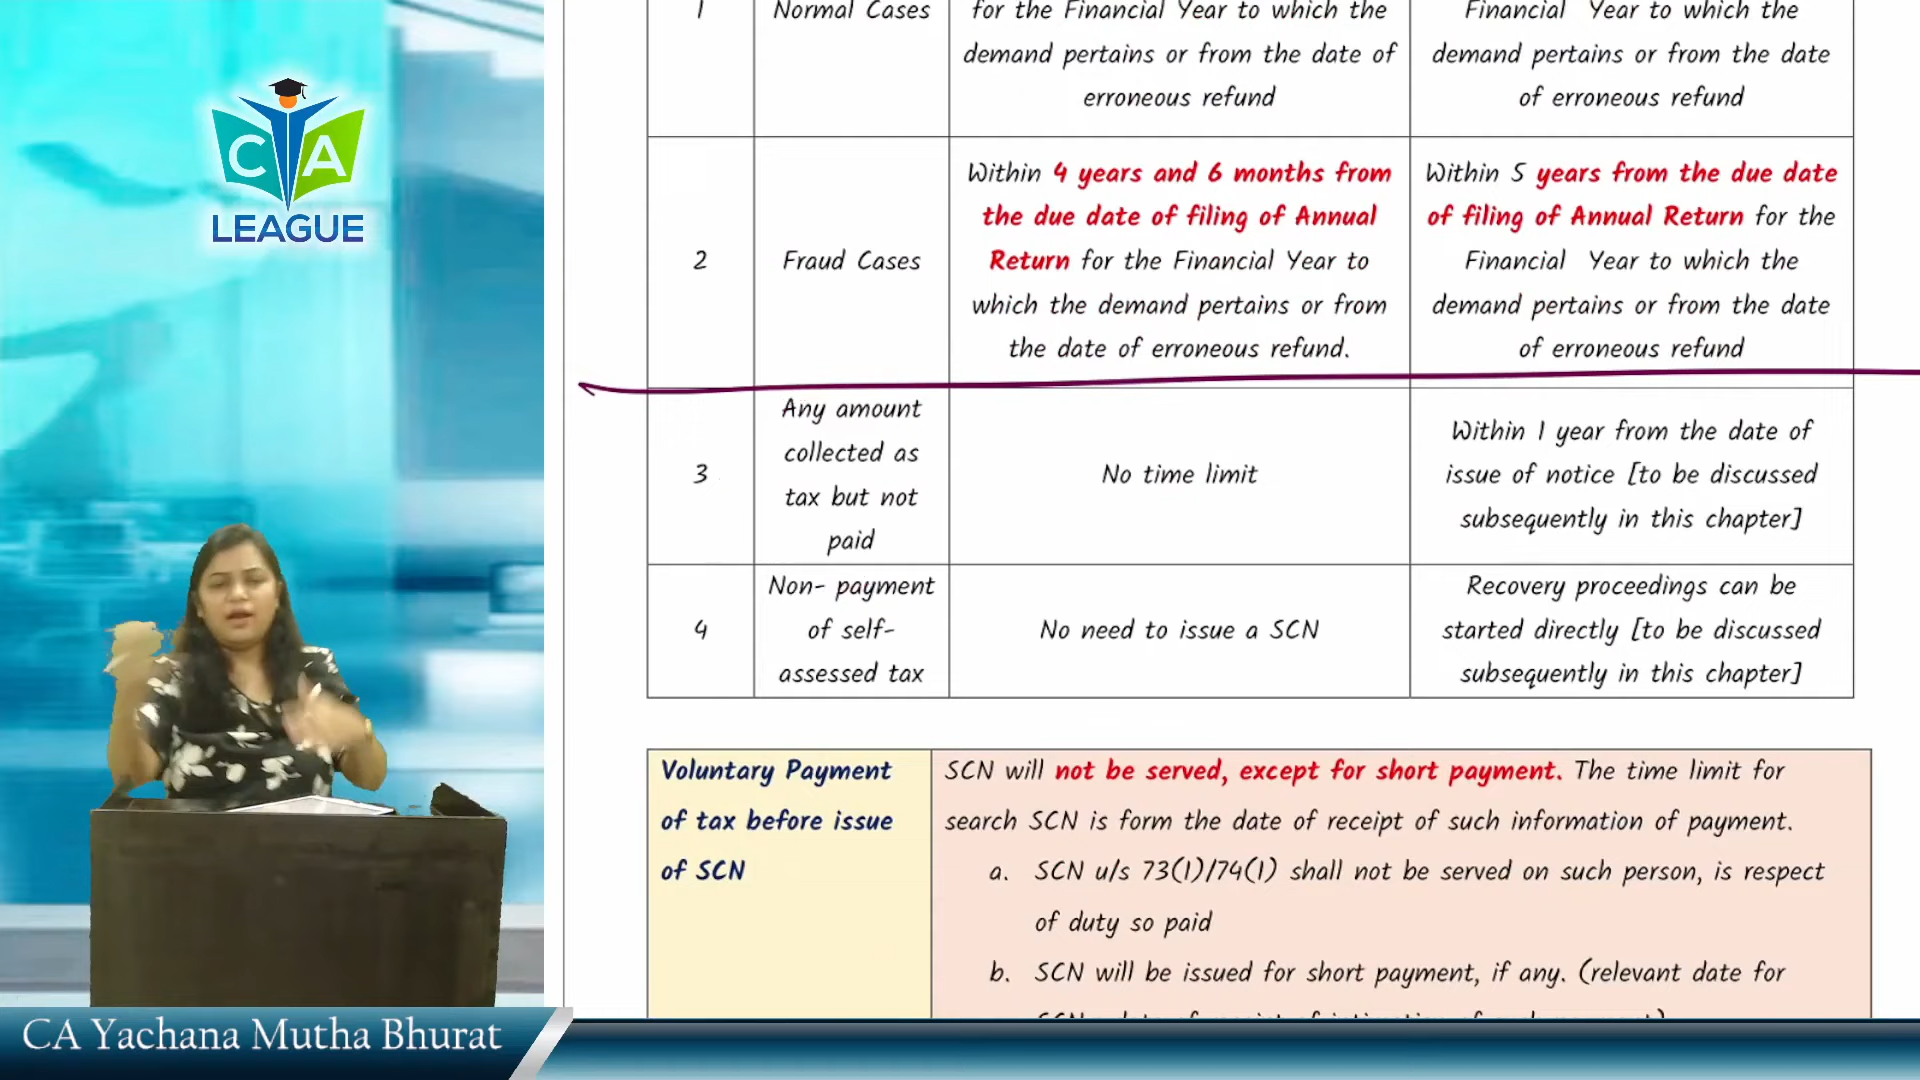 C A
LEAGUE
1
Normal Cases
for the Financial Year to which the
demand pertains or from the date of
erroneous refund
Financial Year to which the
demand pertains or from the date
of erroneous refund
2
Fraud Cases
Within 4 years and 6 months from
the due date of filing of Annual
Return for the Financial Year to
which the demand pertains or from
the date of erroneous refund.
Within 5 years from the due date
of filing of Annual Return for the
Financial Year to which the
demand pertains or from the date
of erroneous refund
3
Any amount
collected as
tax but not
paid
No time limit
Within 1 year from the date of
issue of notice [to be discussed
subsequently in this chapter]
4
Non- payment
of self-
assessed tax
No need to issue a SCN
Recovery proceedings can be
started directly [to be discussed
subsequently in this chapter]
Voluntary Payment
of tax before issue
of SCN
SCN will not be served, except for short payment. The time limit for
search SCN is form the date of receipt of such information of payment.
a. SCN u/s 73(1)/74(1) shall not be served on such person, is respect
of duty so paid
b. SCN will be issued for short payment, if any. (relevant date for
CA Yachana Mutha Bhurat